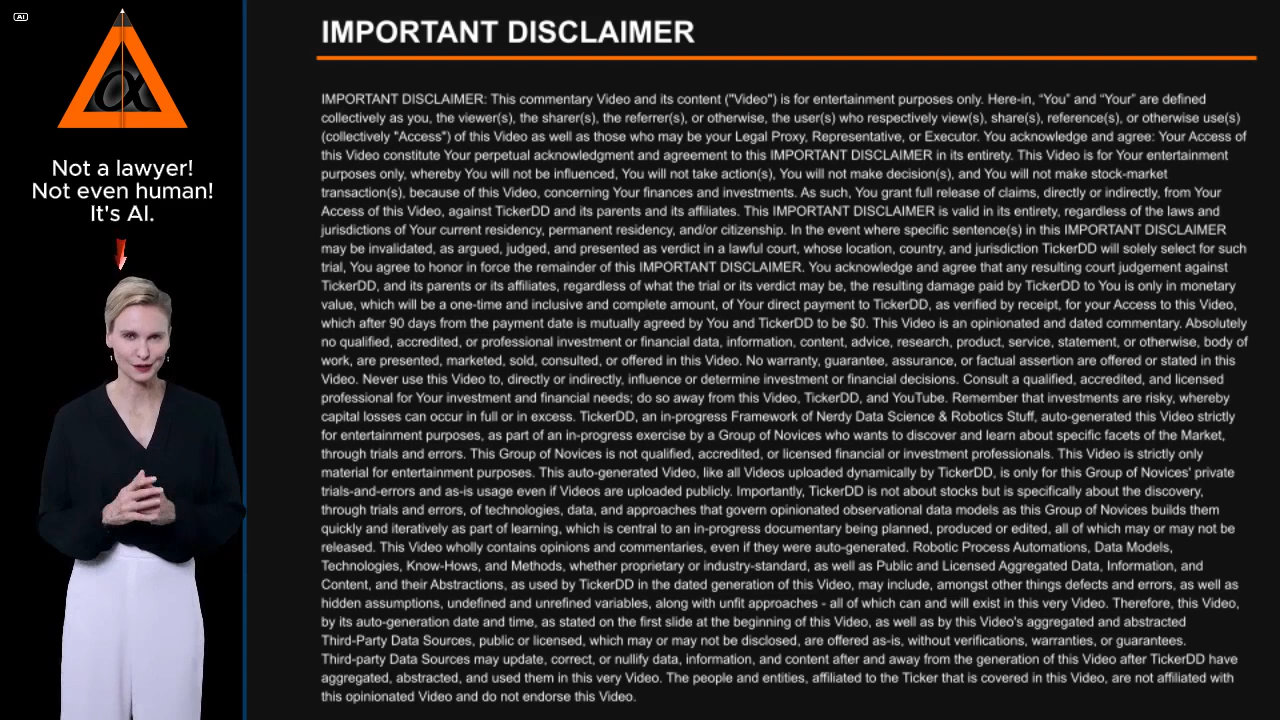 AI
α
Not a lawyer!
Not even human!
It's AI.
IMPORTANT DISCLAIMER
IMPORTANT DISCLAIMER: This commentary Video and its content ("Video") is for entertainment purposes only. Here-in, “You” and “Your” are defined
collectively as you, the viewer(s), the sharer(s), the referrer(s), or otherwise, the user(s) who respectively view(s), share(s), reference(s), or otherwise use(s)
(collectively "Access") of this Video as well as those who may be your Legal Proxy, Representative, or Executor. You acknowledge and agree: Your Access of
this Video constitute Your perpetual acknowledgment and agreement to this IMPORTANT DISCLAIMER in its entirety. This Video is for Your entertainment
purposes only, whereby You will not be influenced, You will not take action(s), You will not make decision(s), and You will not make stock-market
transaction(s), because of this Video, concerning Your finances and investments. As such, You grant full release of claims, directly or indirectly, from Your
Access of this Video, against TickerDD and its parents and its affiliates. This IMPORTANT DISCLAIMER is valid in its entirety, regardless of the laws and
jurisdictions of Your current residency, permanent residency, and/or citizenship. In the event where specific sentence(s) in this IMPORTANT DISCLAIMER
may be invalidated, as argued, judged, and presented as verdict in a lawful court, whose location, country, and jurisdiction TickerDD will solely select for such
trial, You agree to honor in force the remainder of this IMPORTANT DISCLAIMER. You acknowledge and agree that any resulting court judgement against
TickerDD, and its parents or its affiliates, regardless of what the trial or its verdict may be, the resulting damage paid by TickerDD to You is only in monetary
value, which will be a one-time and inclusive and complete amount, of Your direct payment to TickerDD, as verified by receipt, for your Access to this Video,
which after 90 days from the payment date is mutually agreed by You and TickerDD to be $0. This Video is an opinionated and dated commentary. Absolutely
no qualified, accredited, or professional investment or financial data, information, content, advice, research, product, service, statement, or otherwise, body of
work, are presented, marketed, sold, consulted, or offered in this Video. No warranty, guarantee, assurance, or factual assertion are offered or stated in this
Video. Never use this Video to, directly or indirectly, influence or determine investment or financial decisions. Consult a qualified, accredited, and licensed
professional for Your investment and financial needs; do so away from this Video, TickerDD, and YouTube. Remember that investments are risky, whereby
capital losses can occur in full or in excess. TickerDD, an in-progress Framework of Nerdy Data Science & Robotics Stuff, auto-generated this Video strictly
for entertainment purposes, as part of an in-progress exercise by a Group of Novices who wants to discover and learn about specific facets of the Market,
through trials and errors. This Group of Novices is not qualified, accredited, or licensed financial or investment professionals. This Video is strictly only
material for entertainment purposes. This auto-generated Video, like all Videos uploaded dynamically by TickerDD, is only for this Group of Novices' private
trials-and-errors and as-is usage even if Videos are uploaded publicly. Importantly, TickerDD is not about stocks but is specifically about the discovery,
through trials and errors, of technologies, data, and approaches that govern opinionated observational data models as this Group of Novices builds them
quickly and iteratively as part of learning, which is central to an in-progress documentary being planned, produced or edited, all of which may or may not be
released. This Video wholly contains opinions and commentaries, even if they were auto-generated. Robotic Process Automations, Data Models,
Technologies, Know-Hows, and Methods, whether proprietary or industry-standard, as well as Public and Licensed Aggregated Data, Information, and
Content, and their Abstractions, as used by TickerDD in the dated generation of this Video, may include, amongst other things defects and errors, as well as
hidden assumptions, undefined and unrefined variables, along with unfit approaches - all of which can and will exist in this very Video. Therefore, this Video,
by its auto-generation date and time, as stated on the first slide at the beginning of this Video, as well as by this Video's aggregated and abstracted
Third-Party Data Sources, public or licensed, which may or may not be disclosed, are offered as-is, without verifications, warranties, or guarantees.
Third-party Data Sources may update, correct, or nullify data, information, and content after and away from the generation of this Video after TickerDD have
aggregated, abstracted, and used them in this very Video. The people and entities, affiliated to the Ticker that is covered in this Video, are not affiliated with
this opinionated Video and do not endorse this Video.